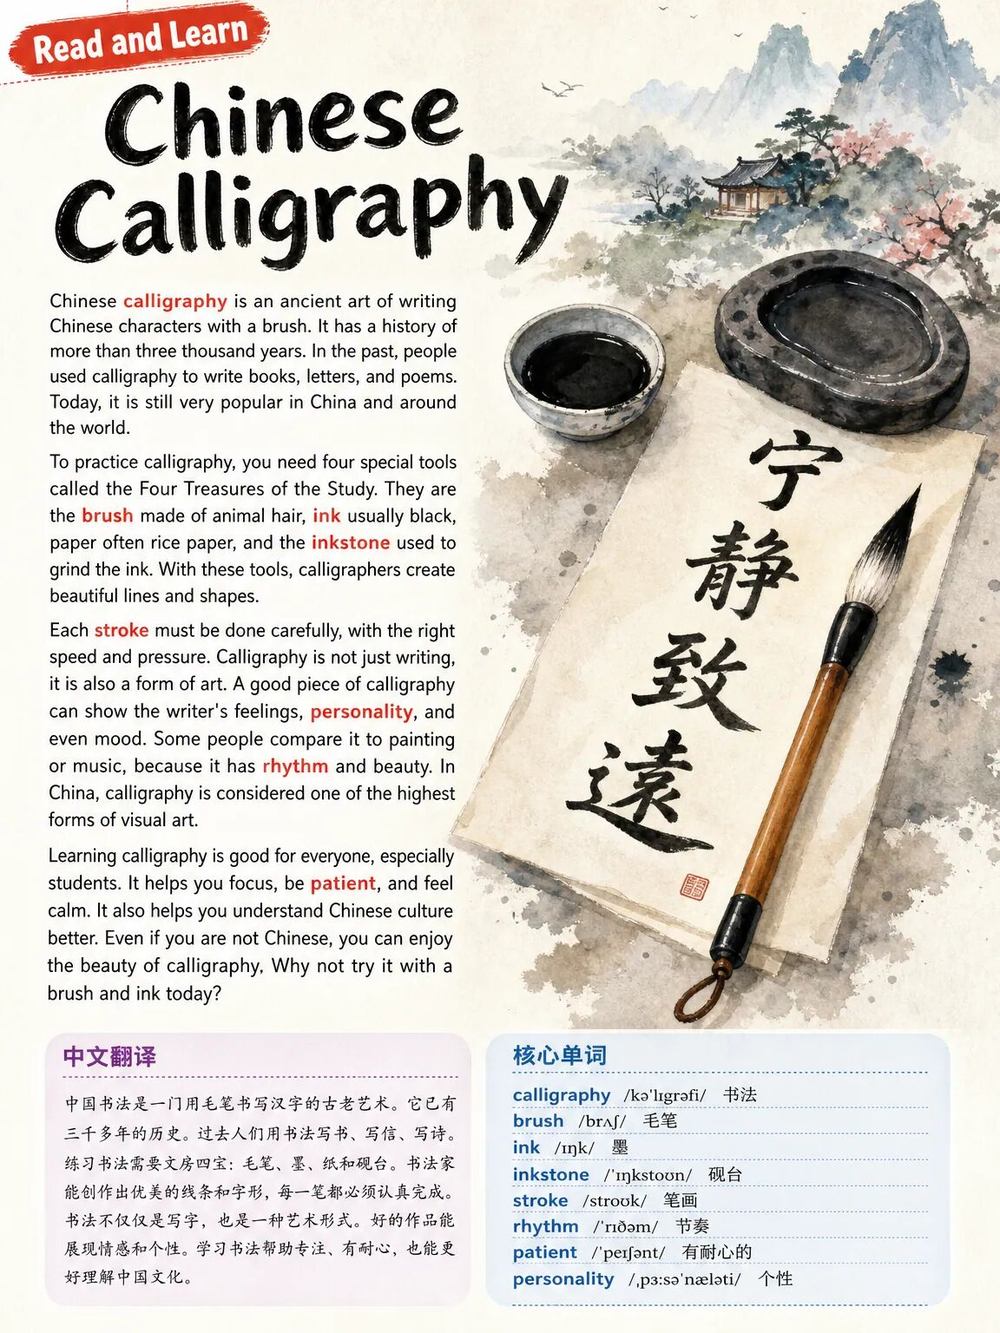 Read and Learn
Chinese
Calligraphy
Chinese calligraphy is an ancient art of writing
Chinese characters with a brush. It has a history of
more than three thousand years. In the past, people
used calligraphy to write books, letters, and poems.
Today, it is still very popular in China and around
the world.
To practice calligraphy, you need four special tools
called the Four Treasures of the Study. They are
the brush made of animal hair, ink usually black,
paper often rice paper, and the inkstone used to
grind the ink. With these tools, calligraphers create
beautiful lines and shapes.
Each stroke must be done carefully, with the right
speed and pressure. Calligraphy is not just writing,
it is also a form of art. A good piece of calligraphy
can show the writer's feelings, personality, and
even mood. Some people compare it to painting
or music, because it has rhythm and beauty. In
China, calligraphy is considered one of the highest
forms of visual art.
Learning calligraphy is good for everyone, especially
students. It helps you focus, be patient, and feel
calm. It also helps you understand Chinese culture
better. Even if you are not Chinese, you can enjoy
the beauty of calligraphy. Why not try it with a
brush and ink today?
宁
静
致
遠
中文翻译
中国书法是一门用毛笔书写汉字的古老艺术。它已有
三千多年的历史。过去人们用书法写书、写信、写诗。
练习书法需要文房四宝：毛笔、墨、纸和砚台。书法家
能创作出优美的线条和字形，每一笔都必须认真完成。
书法不仅仅是写字，也是一种艺术形式。好的作品能
展现情感和个性。学习书法帮助专注、有耐心，也能更
好理解中国文化。
核心单词
calligraphy /kə'lɪgrəfi/ 书法
brush /brʌʃ/ 毛笔
ink /ɪŋk/ 墨
inkstone /'ɪŋkstoʊn/ 砚台
stroke /stroʊk/ 笔画
rhythm /'rɪðəm/ 节奏
patient /'peɪʃənt/ 有耐心的
personality /ˌpɜːsə'næləti/ 个性